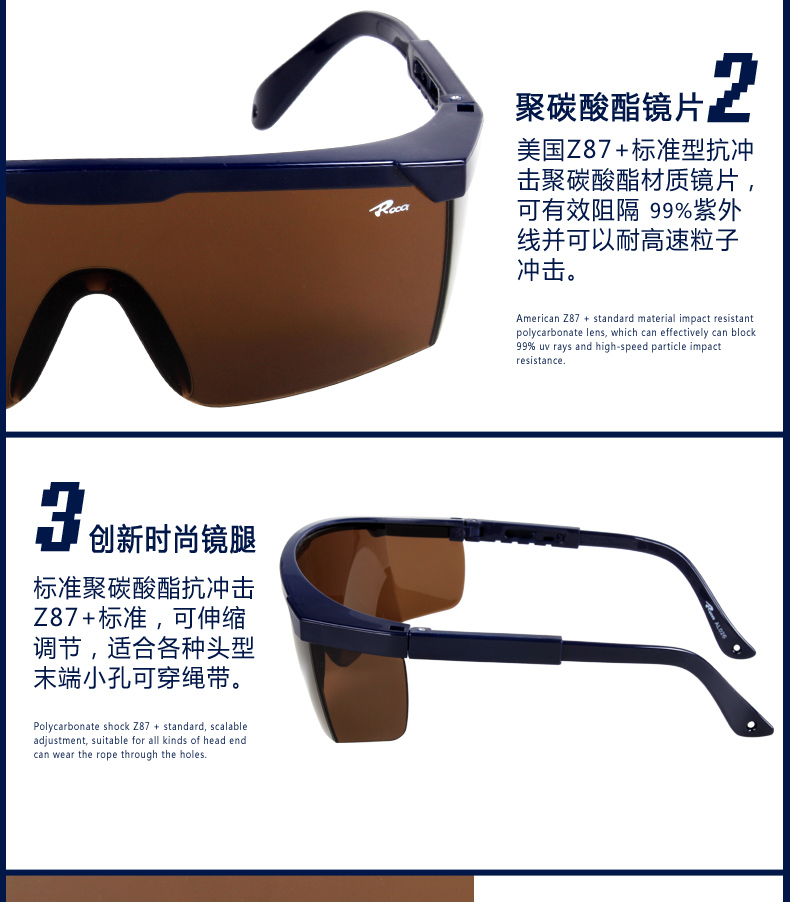 2
聚碳酸酯镜片
美国Z87+标准型抗冲
击聚碳酸酯材质镜片，
可有效阻隔 99%紫外
线并可以耐高速粒子
冲击。
American Z87 + standard material impact resistant
polycarbonate lens, which can effectively can block
99% uv rays and high-speed particle impact
resistance.
3
创新时尚镜腿
标准聚碳酸酯抗冲击
Z87+标准，可伸缩
调节，适合各种头型
末端小孔可穿绳带。
Polycarbonate shock Z87 + standard, scalable
adjustment, suitable for all kinds of head end
can wear the rope through the holes.